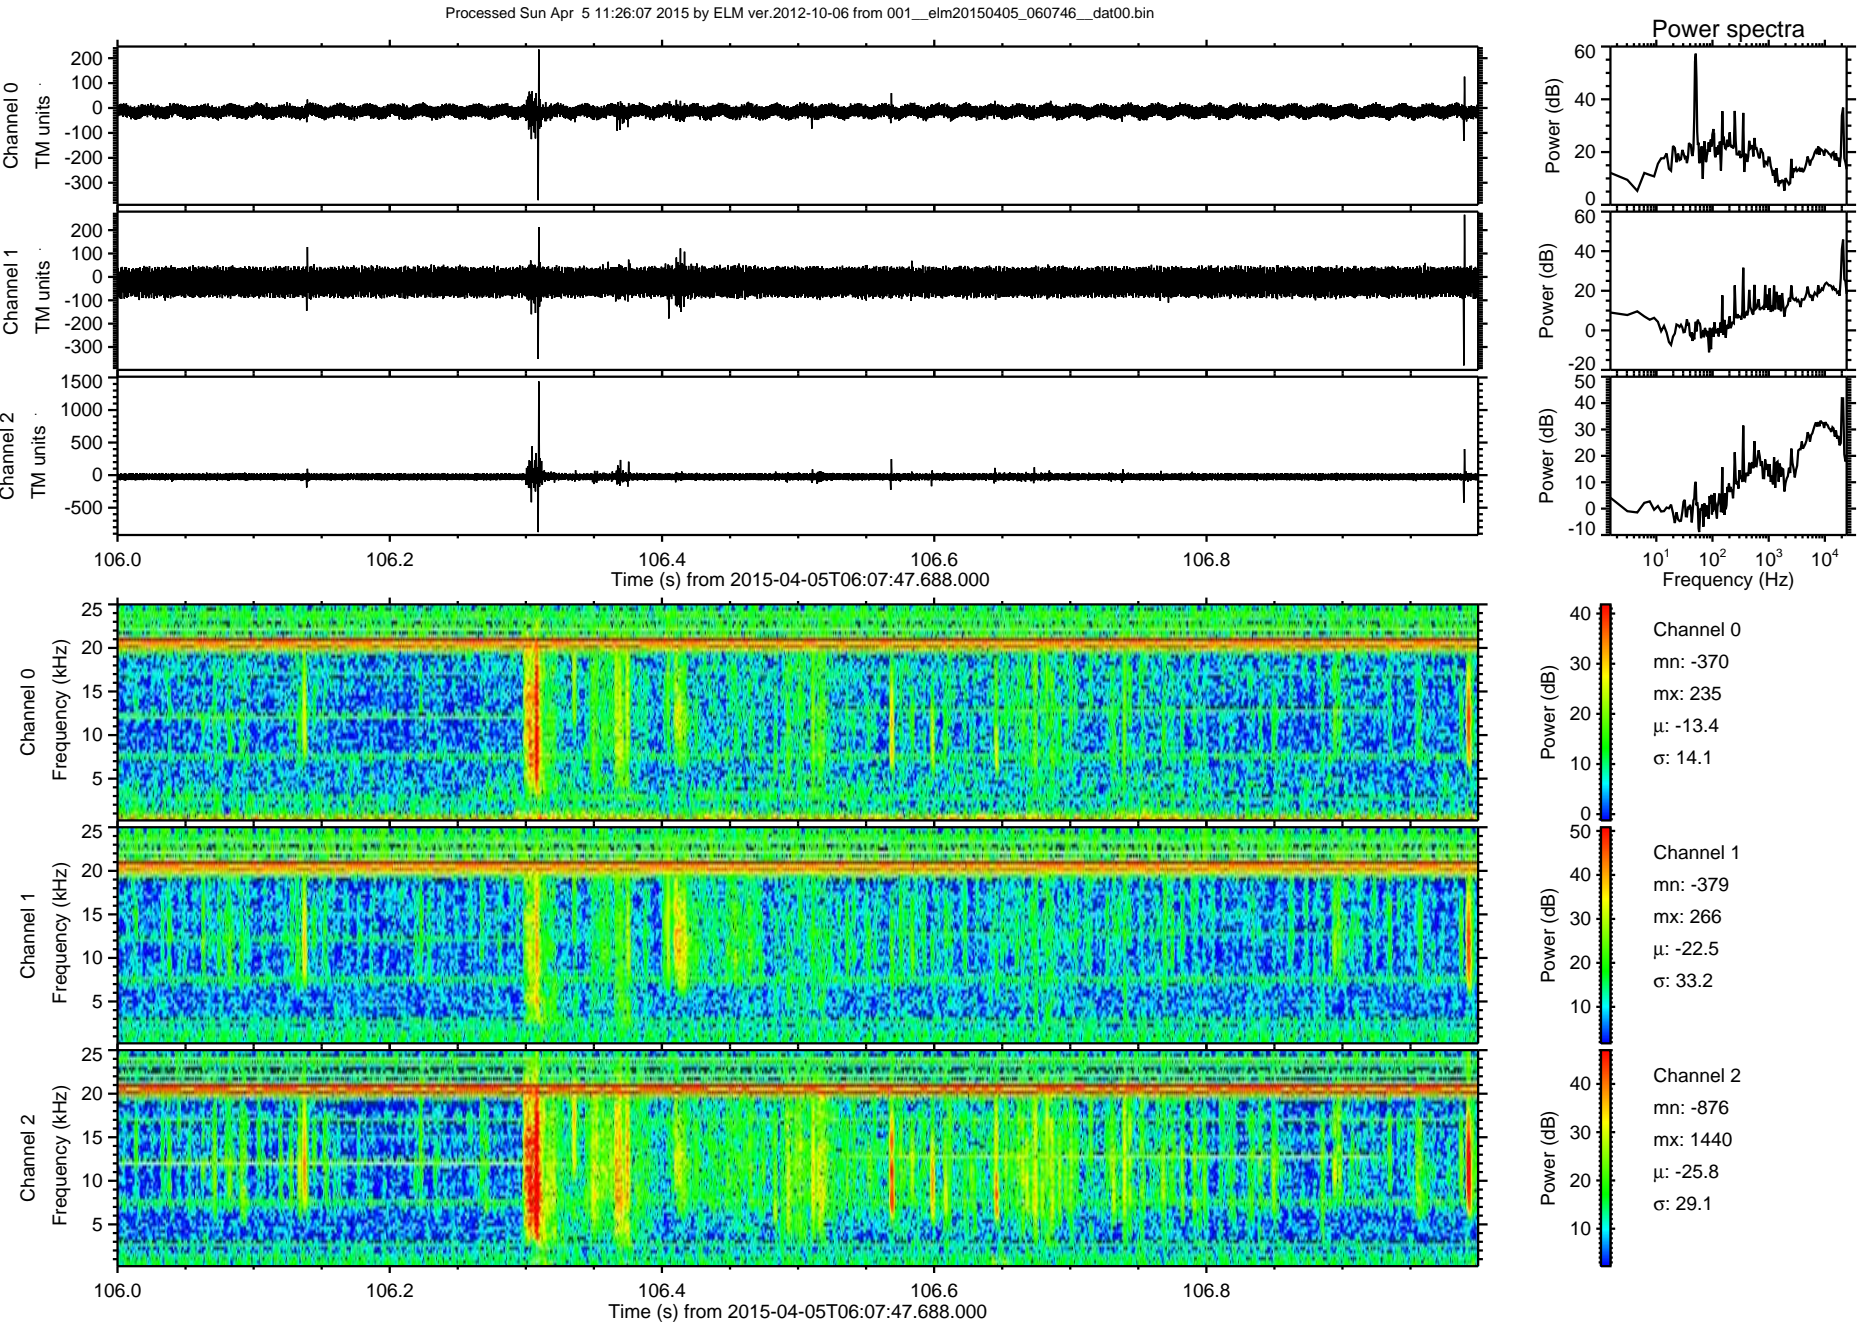 Processed Sun Apr  5 11:26:07 2015 by ELM ver.2012-10-06 from 001__elm20150405_060746__dat00.bin
Power spectra
Channel 0
TM units
200
100
0
-100
-200
-300
Power (dB)
60
40
20
0
Channel 1
TM units
200
100
0
-100
-200
-300
Power (dB)
60
40
20
0
-20
Channel 2
TM units
1500
1000
500
0
-500
Power (dB)
50
40
30
20
10
0
-10
106.0 106.2 106.4 106.6 106.8
Time (s) from 2015-04-05T06:07:47.688.000
10^1 10^2 10^3 10^4
Frequency (Hz)
Channel 0
Frequency (kHz)
25
20
15
10
5
Power (dB)
40
30
20
10
0
Channel 0
mn: -370
mx: 235
μ: -13.4
σ: 14.1
Channel 1
Frequency (kHz)
25
20
15
10
5
Power (dB)
50
40
30
20
10
Channel 1
mn: -379
mx: 266
μ: -22.5
σ: 33.2
Channel 2
Frequency (kHz)
25
20
15
10
5
Power (dB)
40
30
20
10
Channel 2
mn: -876
mx: 1440
μ: -25.8
σ: 29.1
106.0 106.2 106.4 106.6 106.8
Time (s) from 2015-04-05T06:07:47.688.000